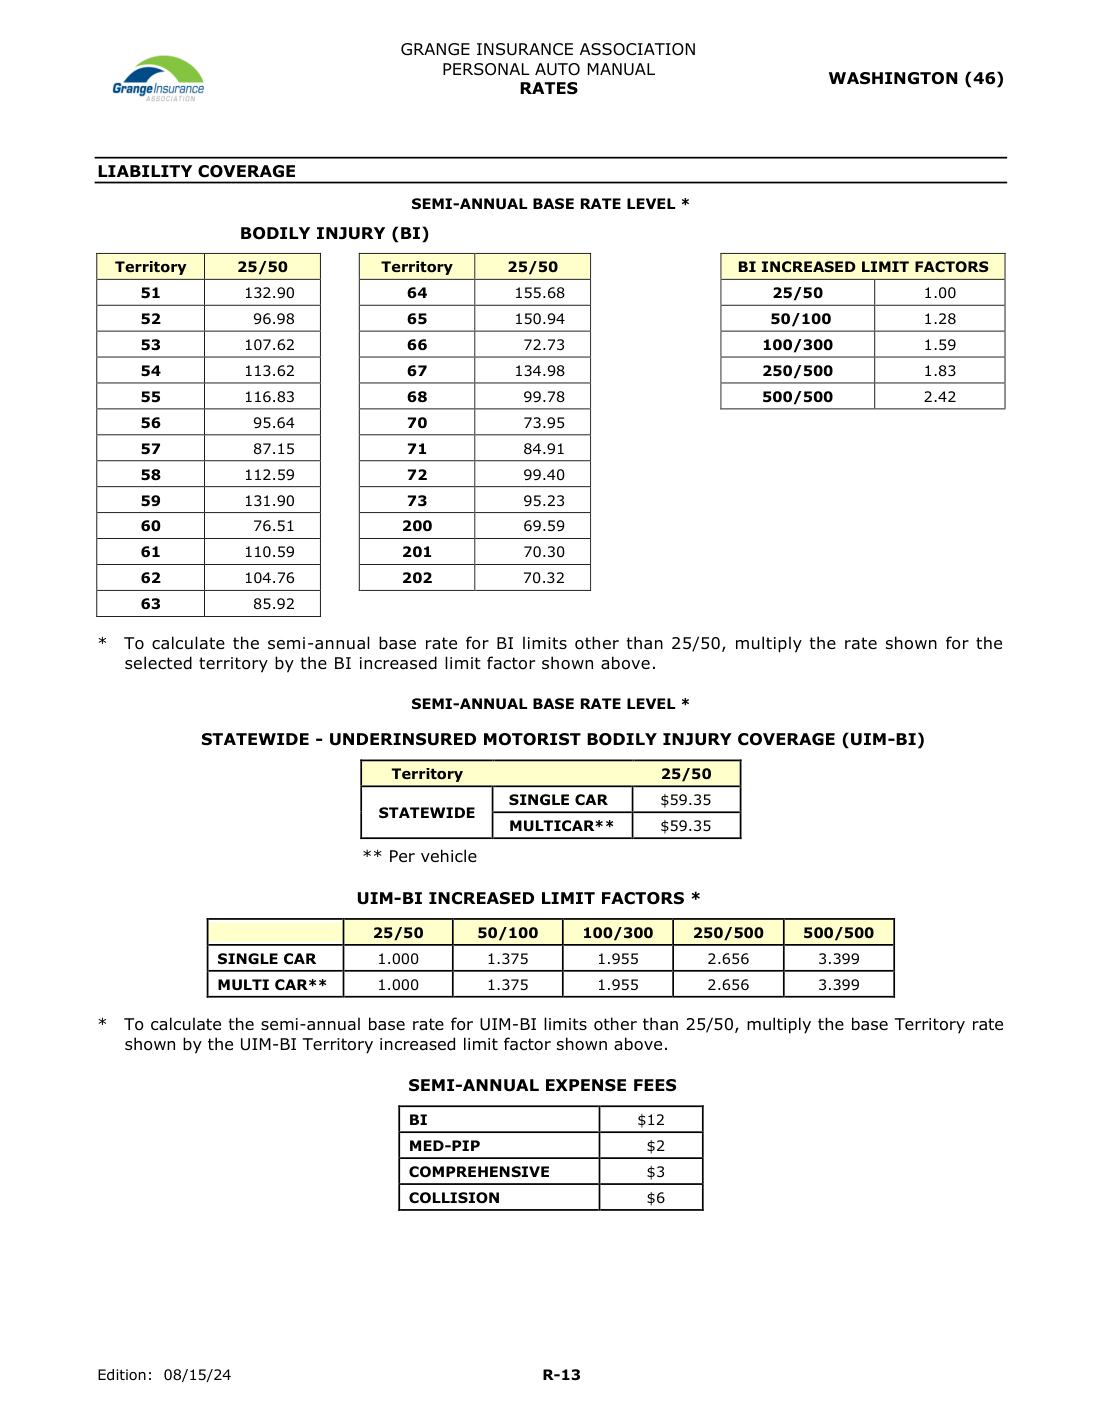 GrangeInsurance
ASSOCIATION
GRANGE INSURANCE ASSOCIATION
PERSONAL AUTO MANUAL
RATES
WASHINGTON (46)
LIABILITY COVERAGE
SEMI-ANNUAL BASE RATE LEVEL *
BODILY INJURY (BI)
Territory 25/50 Territory 25/50 BI INCREASED LIMIT FACTORS
51 132.90 64 155.68 25/50 1.00
52 96.98 65 150.94 50/100 1.28
53 107.62 66 72.73 100/300 1.59
54 113.62 67 134.98 250/500 1.83
55 116.83 68 99.78 500/500 2.42
56 95.64 70 73.95
57 87.15 71 84.91
58 112.59 72 99.40
59 131.90 73 95.23
60 76.51 200 69.59
61 110.59 201 70.30
62 104.76 202 70.32
63 85.92
* To calculate the semi-annual base rate for BI limits other than 25/50, multiply the rate shown for the
selected territory by the BI increased limit factor shown above.
SEMI-ANNUAL BASE RATE LEVEL *
STATEWIDE - UNDERINSURED MOTORIST BODILY INJURY COVERAGE (UIM-BI)
Territory 25/50
STATEWIDE SINGLE CAR $59.35
MULTICAR** $59.35
** Per vehicle
UIM-BI INCREASED LIMIT FACTORS *
25/50 50/100 100/300 250/500 500/500
SINGLE CAR 1.000 1.375 1.955 2.656 3.399
MULTI CAR** 1.000 1.375 1.955 2.656 3.399
* To calculate the semi-annual base rate for UIM-BI limits other than 25/50, multiply the base Territory rate
shown by the UIM-BI Territory increased limit factor shown above.
SEMI-ANNUAL EXPENSE FEES
BI $12
MED-PIP $2
COMPREHENSIVE $3
COLLISION $6
Edition: 08/15/24 R-13